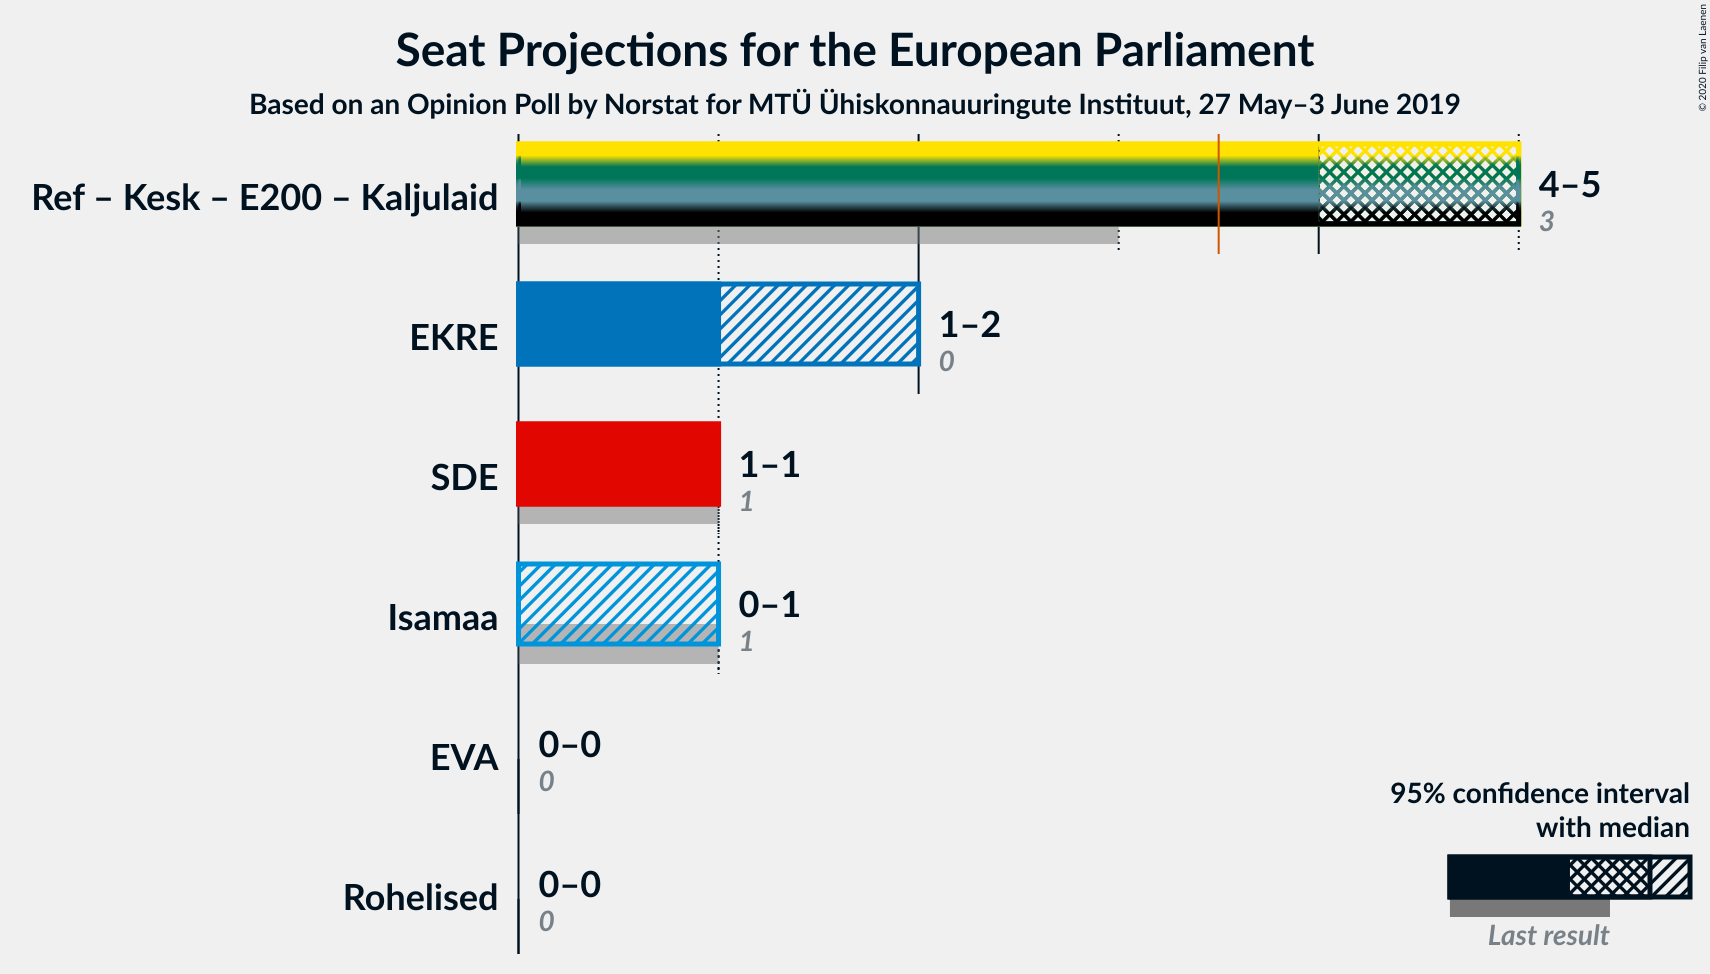 Seat Projections for the European Parliament
Based on an Opinion Poll by Norstat for MTÜ Ühiskonnauuringute Instituut, 27 May–3 June 2019
© 2020 Filip van Laenen
Ref – Kesk – E200 – Kaljulaid
4–5
3
EKRE
1–2
0
SDE
1–1
1
Isamaa
0–1
1
EVA
0–0
0
Rohelised
0–0
0
95% confidence interval
with median
Last result